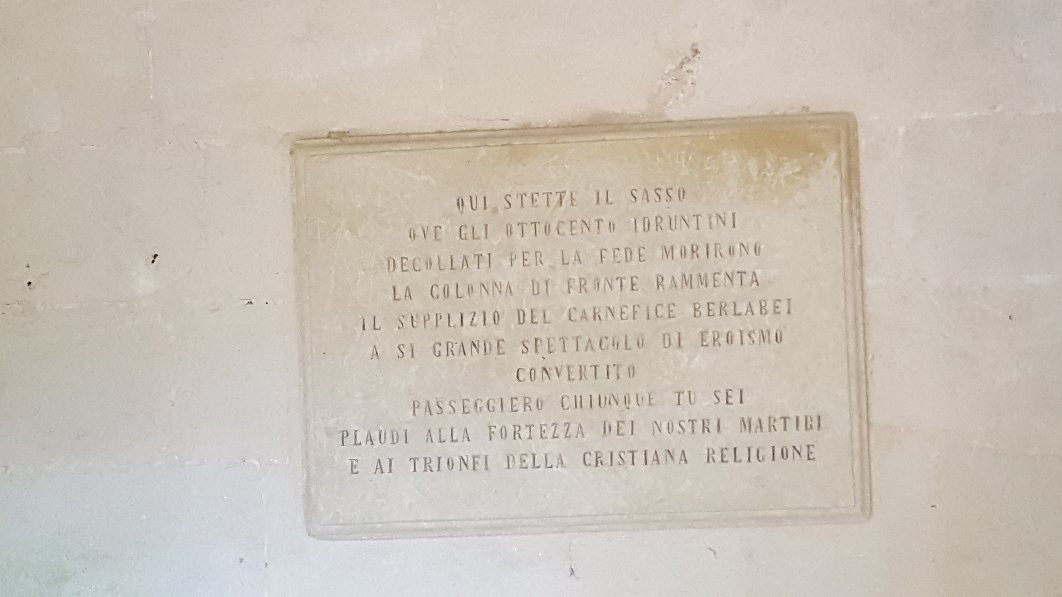 QUI STETTE IL SASSO
OVE GLI OTTOCENTO IDRUNTINI
DECOLLATI PER LA FEDE MORIRONO
LA COLONNA DI FRONTE RAMMENTA
IL SUPPLIZIO DEL CARNEFICE BERLABEI
A SI GRANDE SPETTACOLO DI EROISMO
CONVERTITO
PASSEGGIERO CHIUNQUE TU SEI
PLAUDI ALLA FORTEZZA DEI NOSTRI MARTIRI
E AI TRIONFI DELLA CRISTIANA RELIGIONE